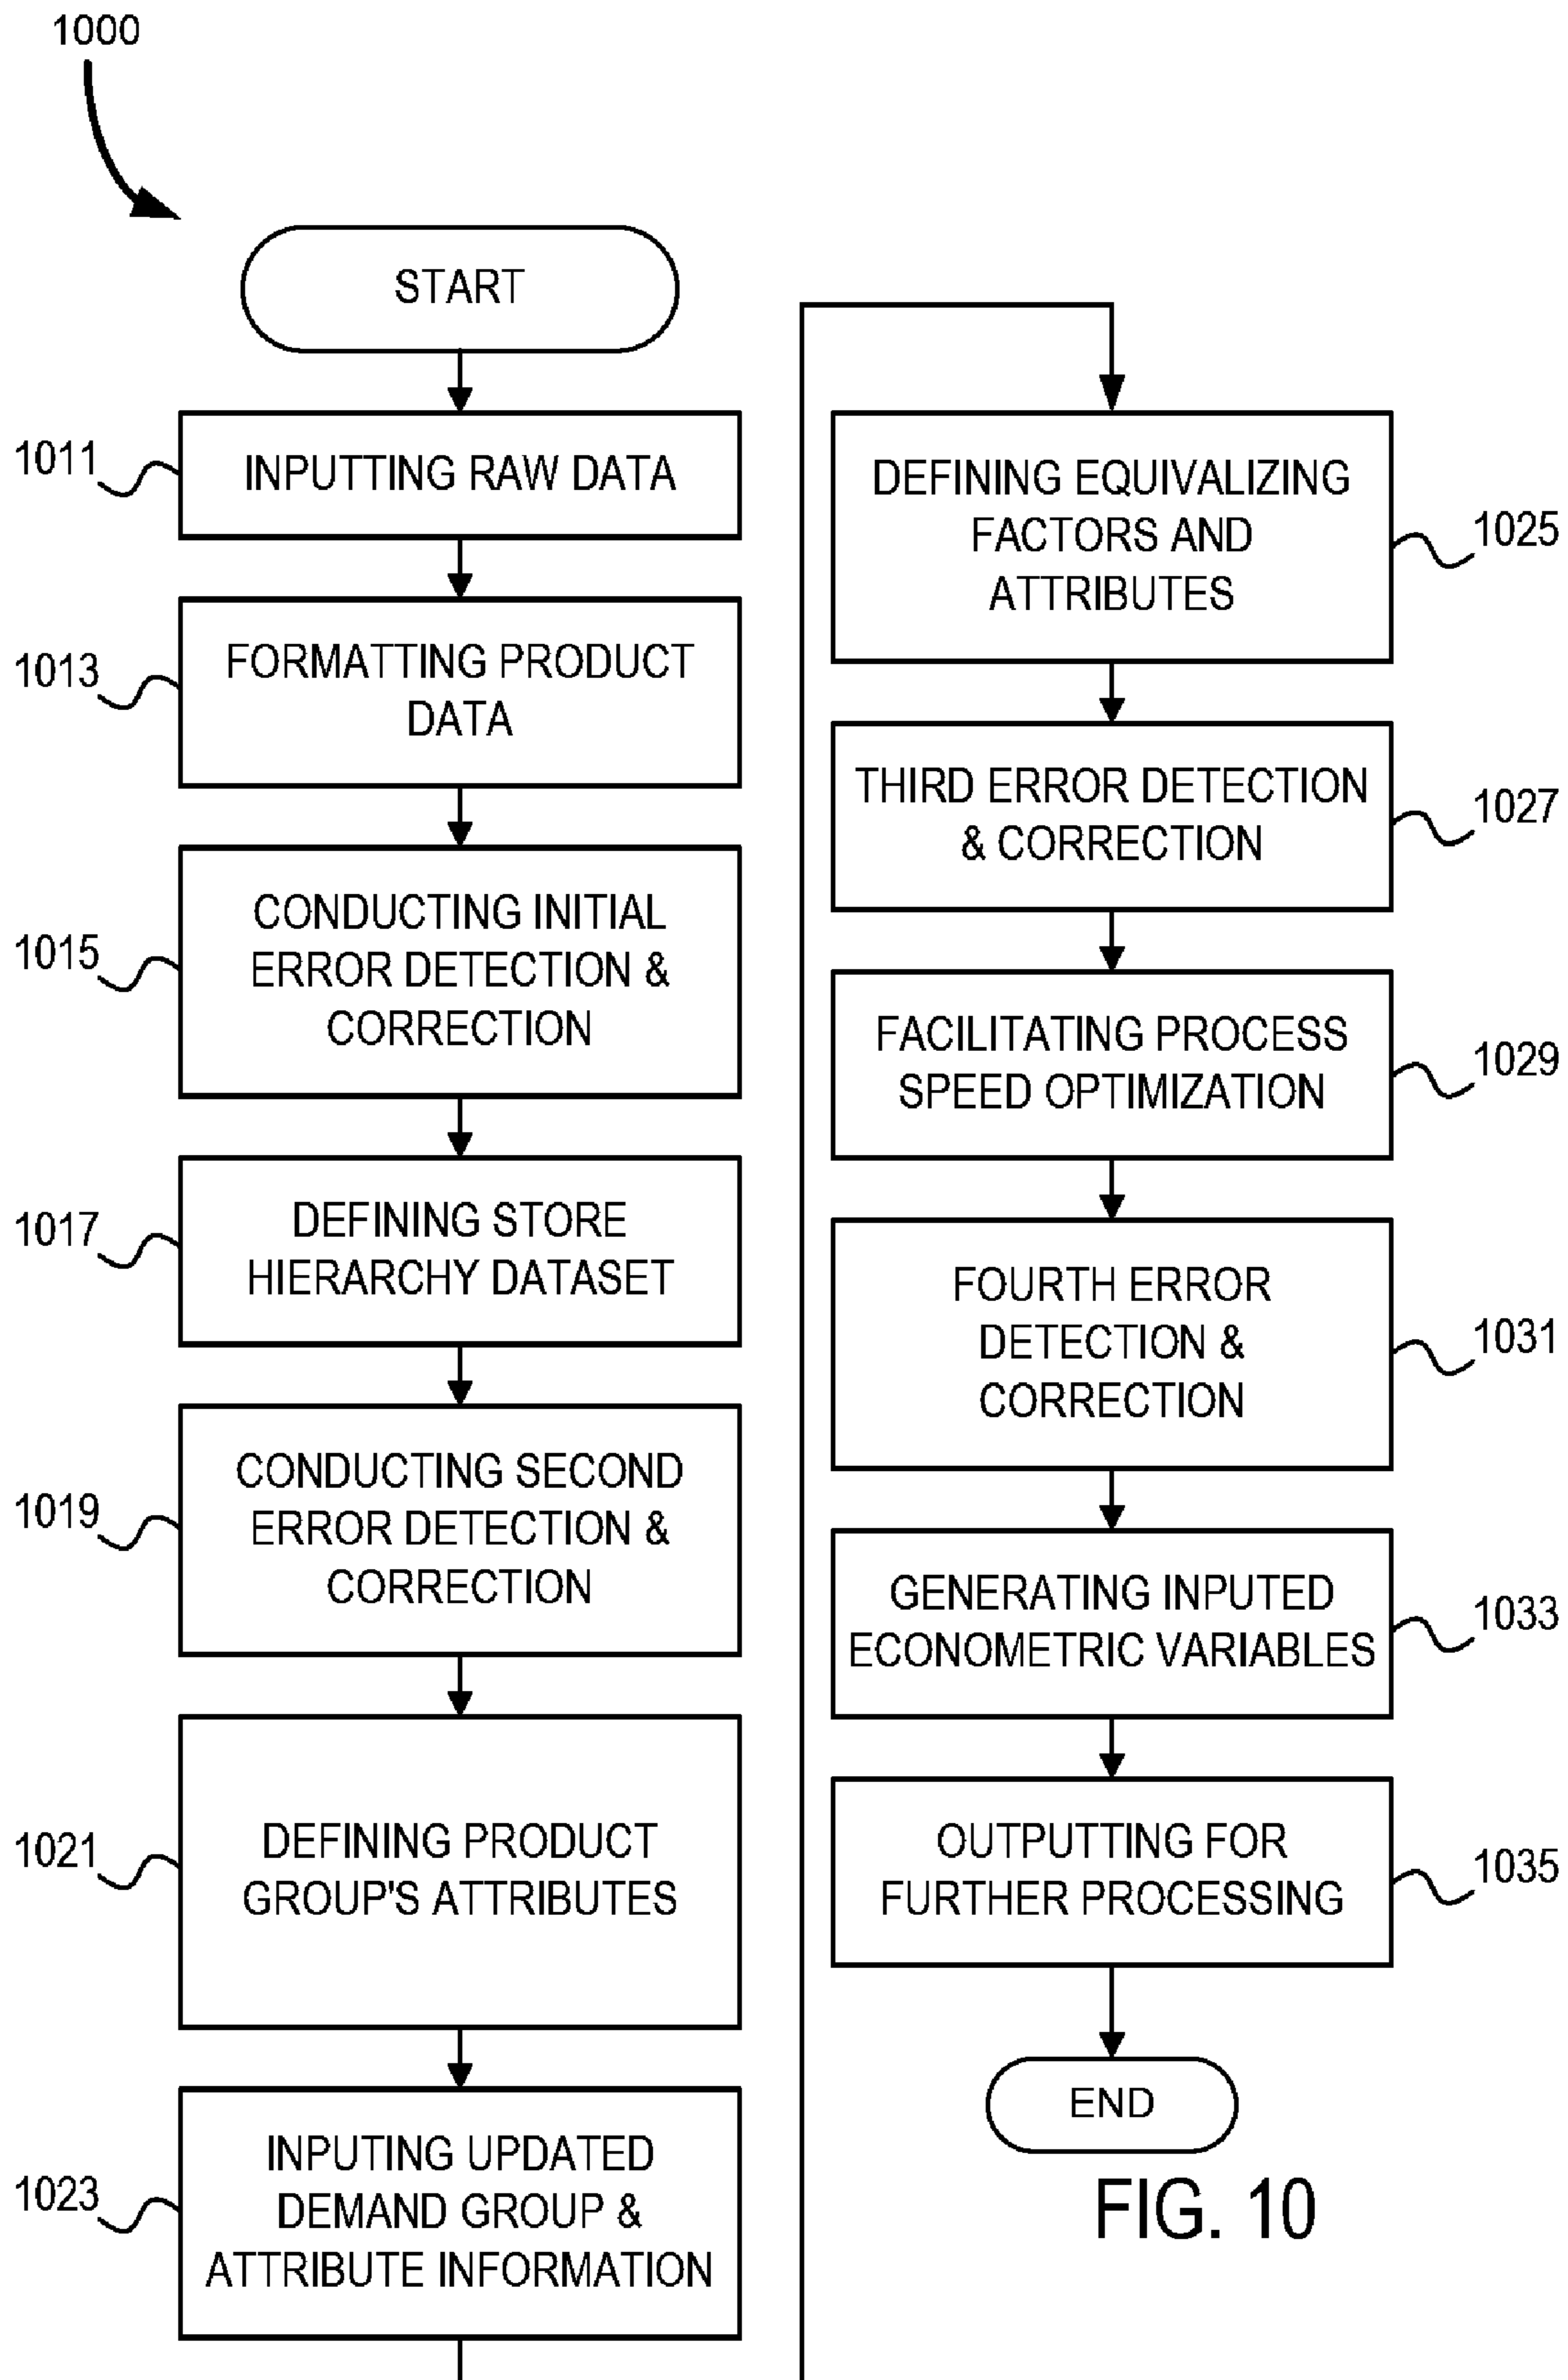 1000
START
1011
INPUTTING RAW DATA
1013
FORMATTING PRODUCT
DATA
1015
CONDUCTING INITIAL
ERROR DETECTION &
CORRECTION
1017
DEFINING STORE
HIERARCHY DATASET
1019
CONDUCTING SECOND
ERROR DETECTION &
CORRECTION
1021
DEFINING PRODUCT
GROUP'S ATTRIBUTES
1023
INPUTING UPDATED
DEMAND GROUP &
ATTRIBUTE INFORMATION
DEFINING EQUIVALIZING
FACTORS AND
ATTRIBUTES
1025
THIRD ERROR DETECTION
& CORRECTION
1027
FACILITATING PROCESS
SPEED OPTIMIZATION
1029
FOURTH ERROR
DETECTION &
CORRECTION
1031
GENERATING INPUTED
ECONOMETRIC VARIABLES
1033
OUTPUTTING FOR
FURTHER PROCESSING
1035
END
FIG. 10